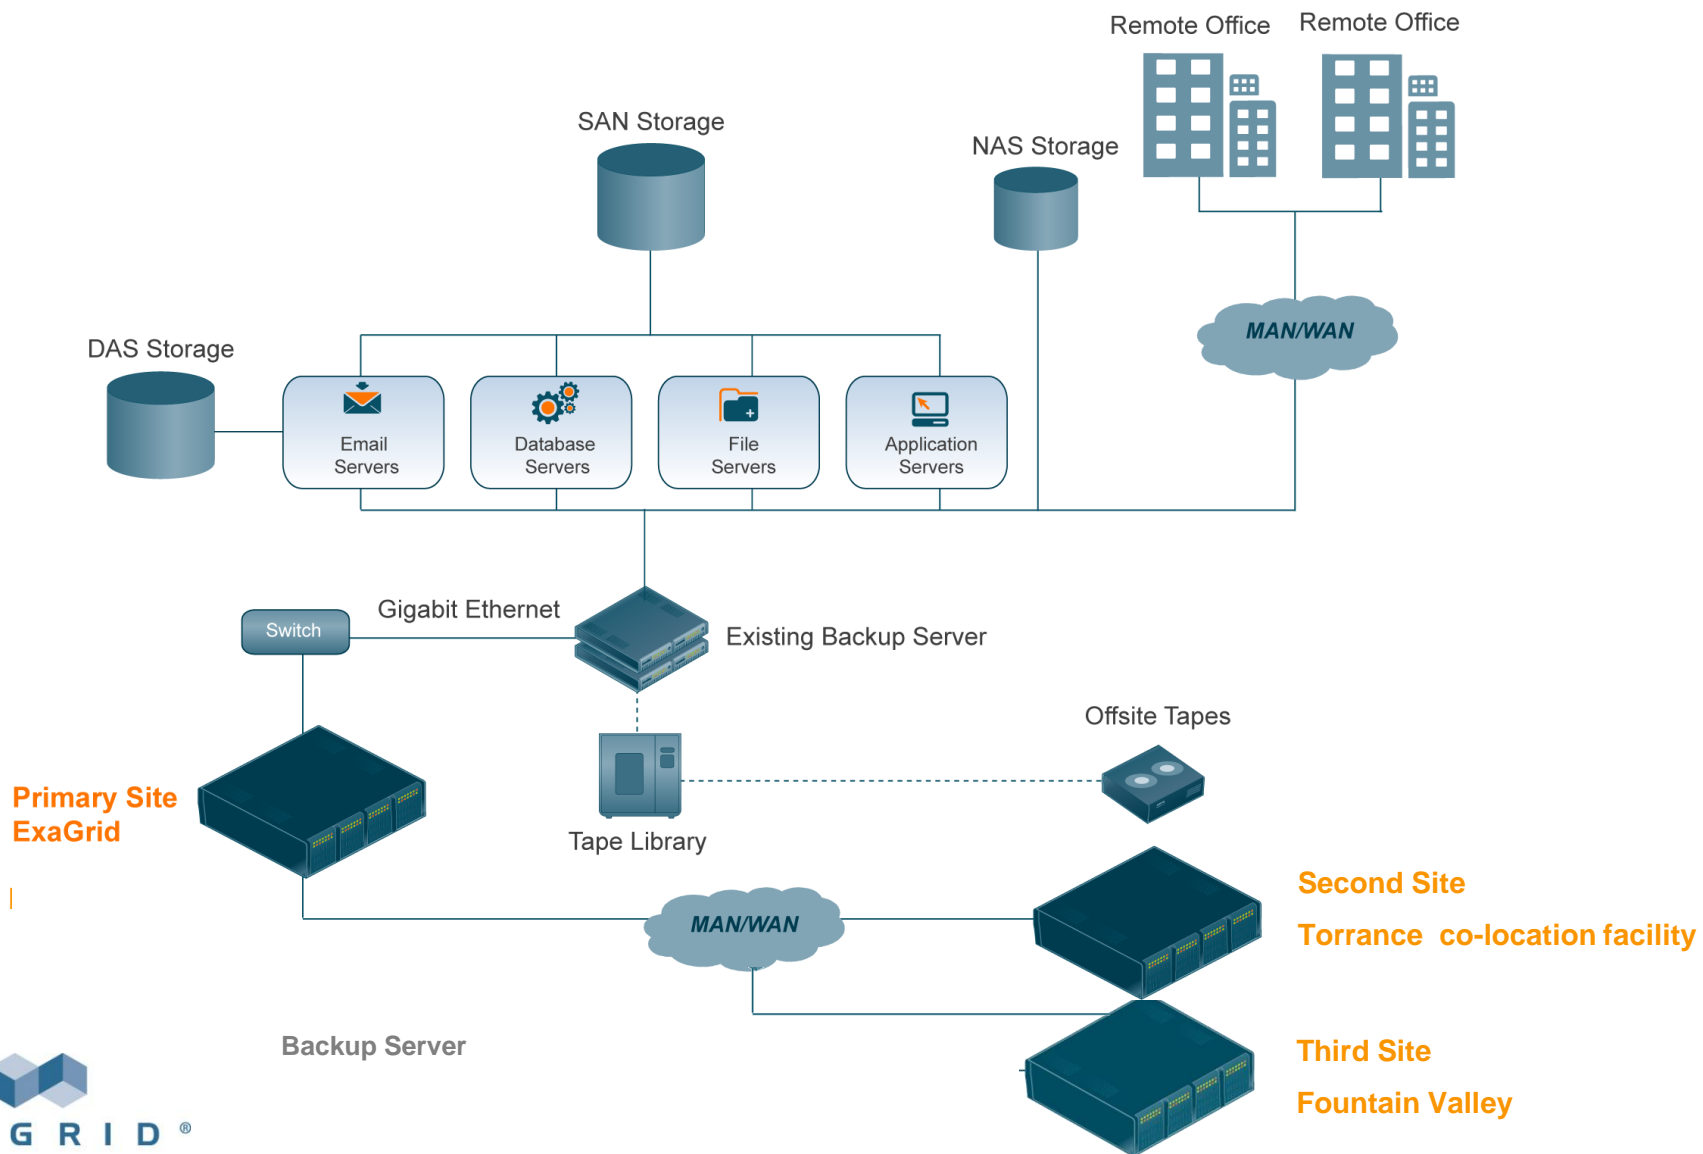 Remote Office
Remote Office
SAN Storage
NAS Storage
MAN/WAN
DAS Storage
Email
Servers
Database
Servers
File
Servers
Application
Servers
Gigabit Ethernet
Switch
Existing Backup Server
Offsite Tapes
Primary Site
ExaGrid
Tape Library
Second Site
MAN/WAN
Torrance co-location facility
Backup Server
Third Site
Fountain Valley
GRID ®